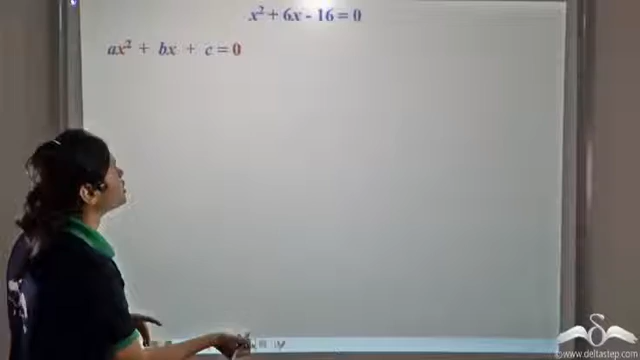 x² + 6x - 16 = 0
ax² + bx + c = 0
www.deltastep.com